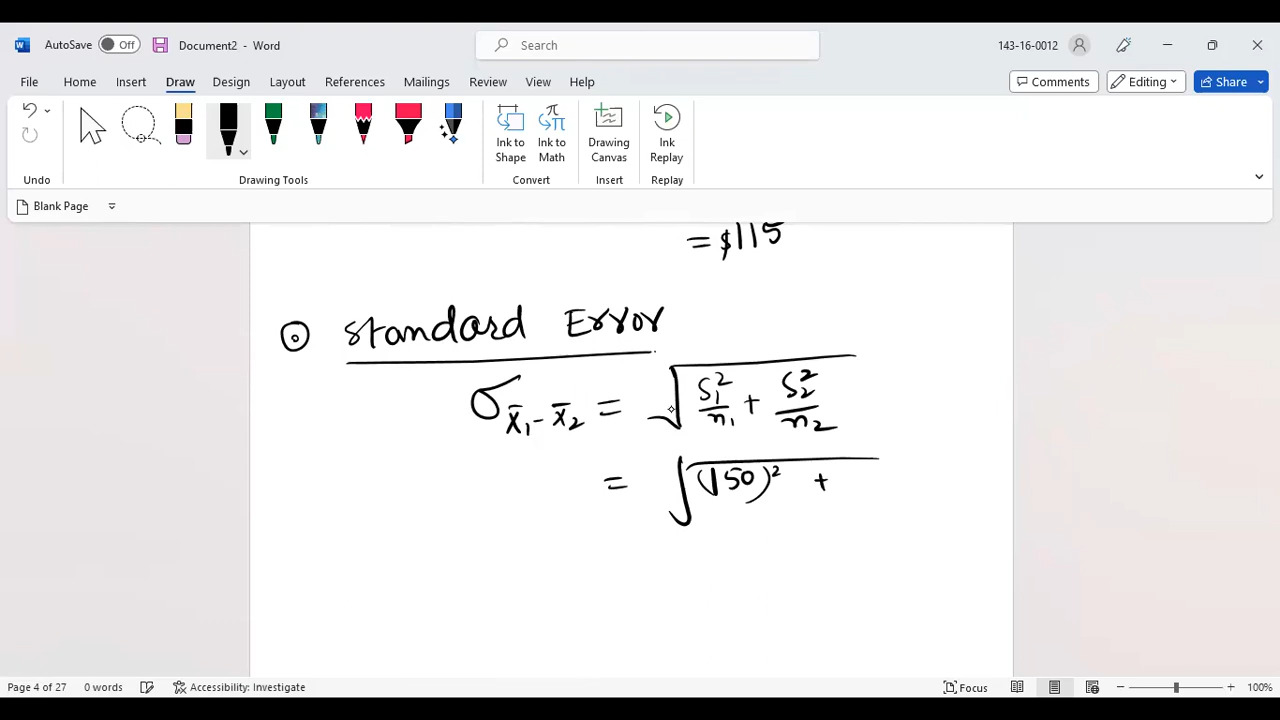 AutoSave Off Document2 - Word Search 143-16-0012
File Home Insert Draw Design Layout References Mailings Review View Help Comments Editing Share
Undo
Drawing Tools
Ink to Shape
Ink to Math
Convert
Drawing Canvas
Insert
Ink Replay
Replay
Blank Page
= $115
⊙ Standard Error
σ x̄₁ - x̄₂ = √(S₁²/n₁ + S₂²/n₂)
= √((150)² +
Page 4 of 27 0 words Accessibility: Investigate Focus 100%